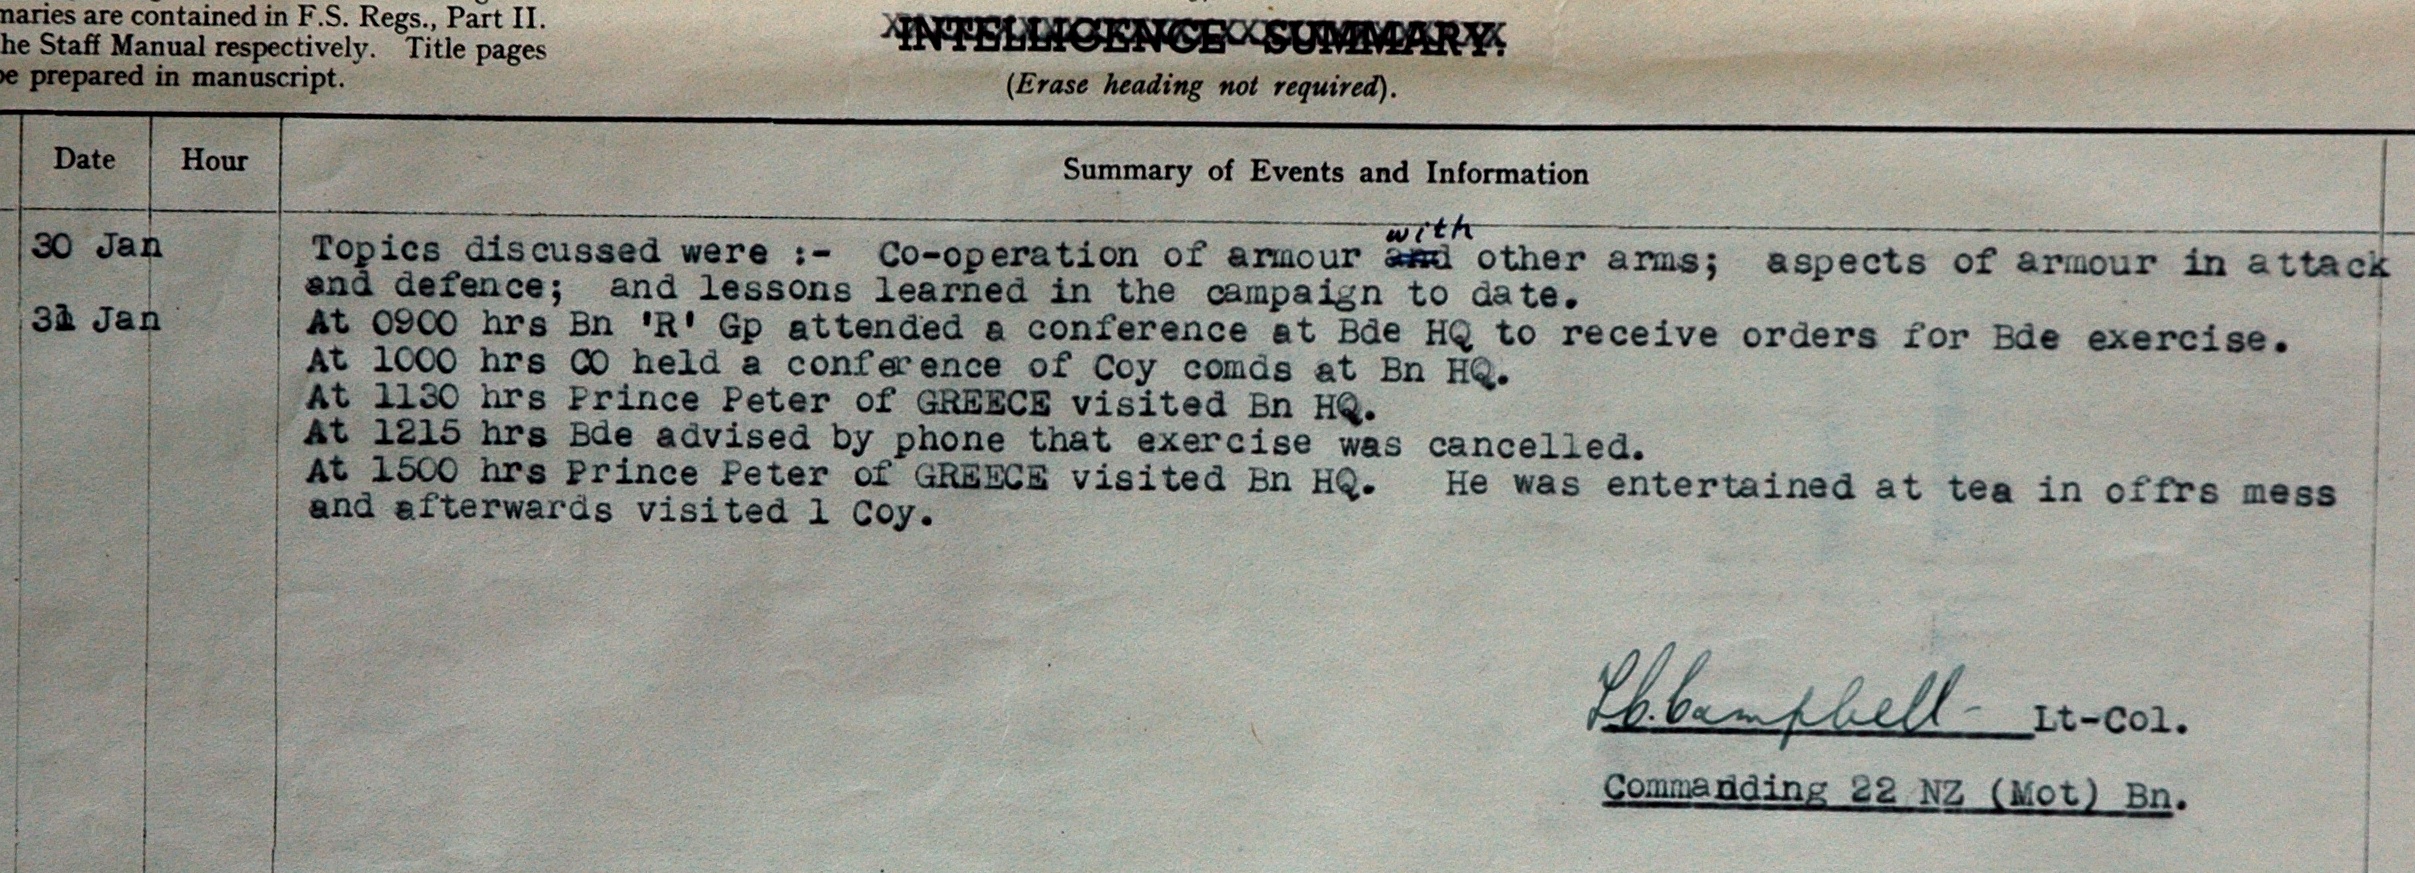 maries are contained in F.S. Regs., Part II.
he Staff Manual respectively. Title pages
be prepared in manuscript.
INTELLIGENCE SUMMARY.
(Erase heading not required).
Date Hour Summary of Events and Information
with
30 Jan Topics discussed were :- Co-operation of armour and other arms; aspects of armour in attack
and defence; and lessons learned in the campaign to date.
31 Jan At 0900 hrs Bn 'R' Gp attended a conference at Bde HQ to receive orders for Bde exercise.
At 1000 hrs CO held a conference of Coy comds at Bn HQ.
At 1130 hrs Prince Peter of GREECE visited Bn HQ.
At 1215 hrs Bde advised by phone that exercise was cancelled.
At 1500 hrs Prince Peter of GREECE visited Bn HQ. He was entertained at tea in offrs mess
and afterwards visited 1 Coy.
Campbell Lt-Col.
Commanding 22 NZ (Mot) Bn.